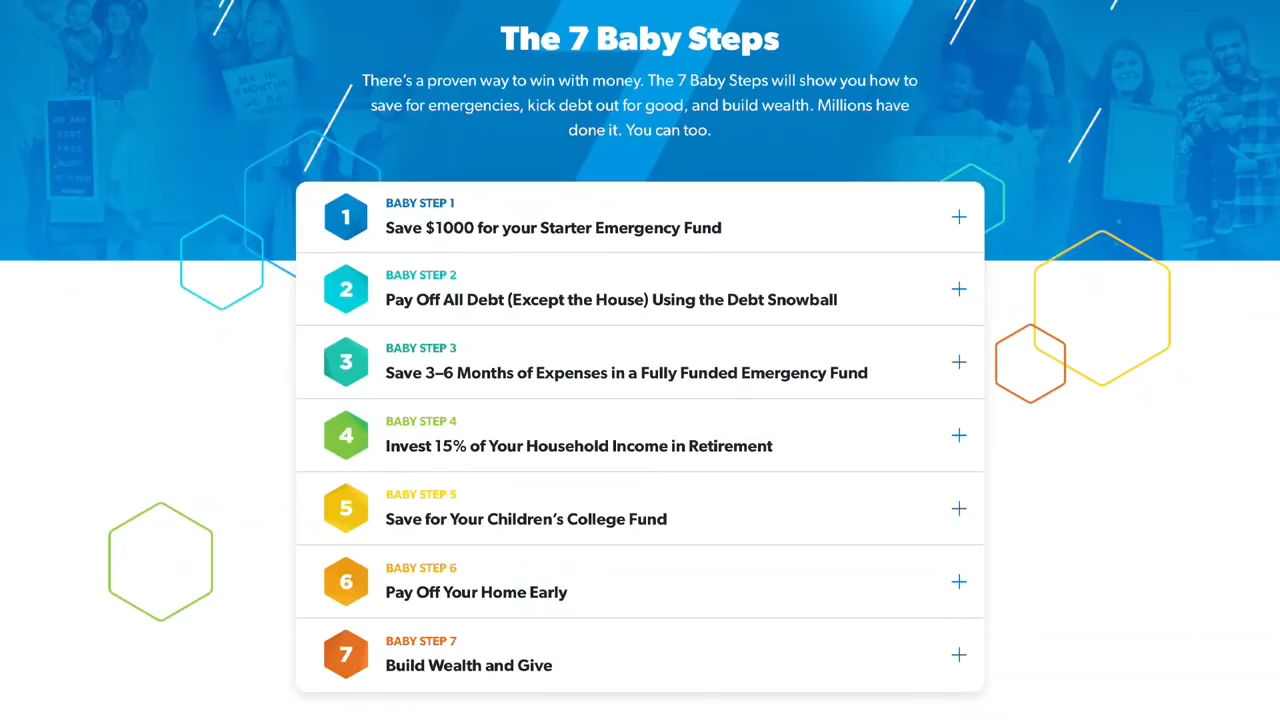 The 7 Baby Steps
There's a proven way to win with money. The 7 Baby Steps will show you how to
save for emergencies, kick debt out for good, and build wealth. Millions have
done it. You can too.
WE ARE
DEBT
FREE
1
BABY STEP 1
Save $1000 for your Starter Emergency Fund
2
BABY STEP 2
Pay Off All Debt (Except the House) Using the Debt Snowball
3
BABY STEP 3
Save 3–6 Months of Expenses in a Fully Funded Emergency Fund
4
BABY STEP 4
Invest 15% of Your Household Income in Retirement
5
BABY STEP 5
Save for Your Children's College Fund
6
BABY STEP 6
Pay Off Your Home Early
7
BABY STEP 7
Build Wealth and Give